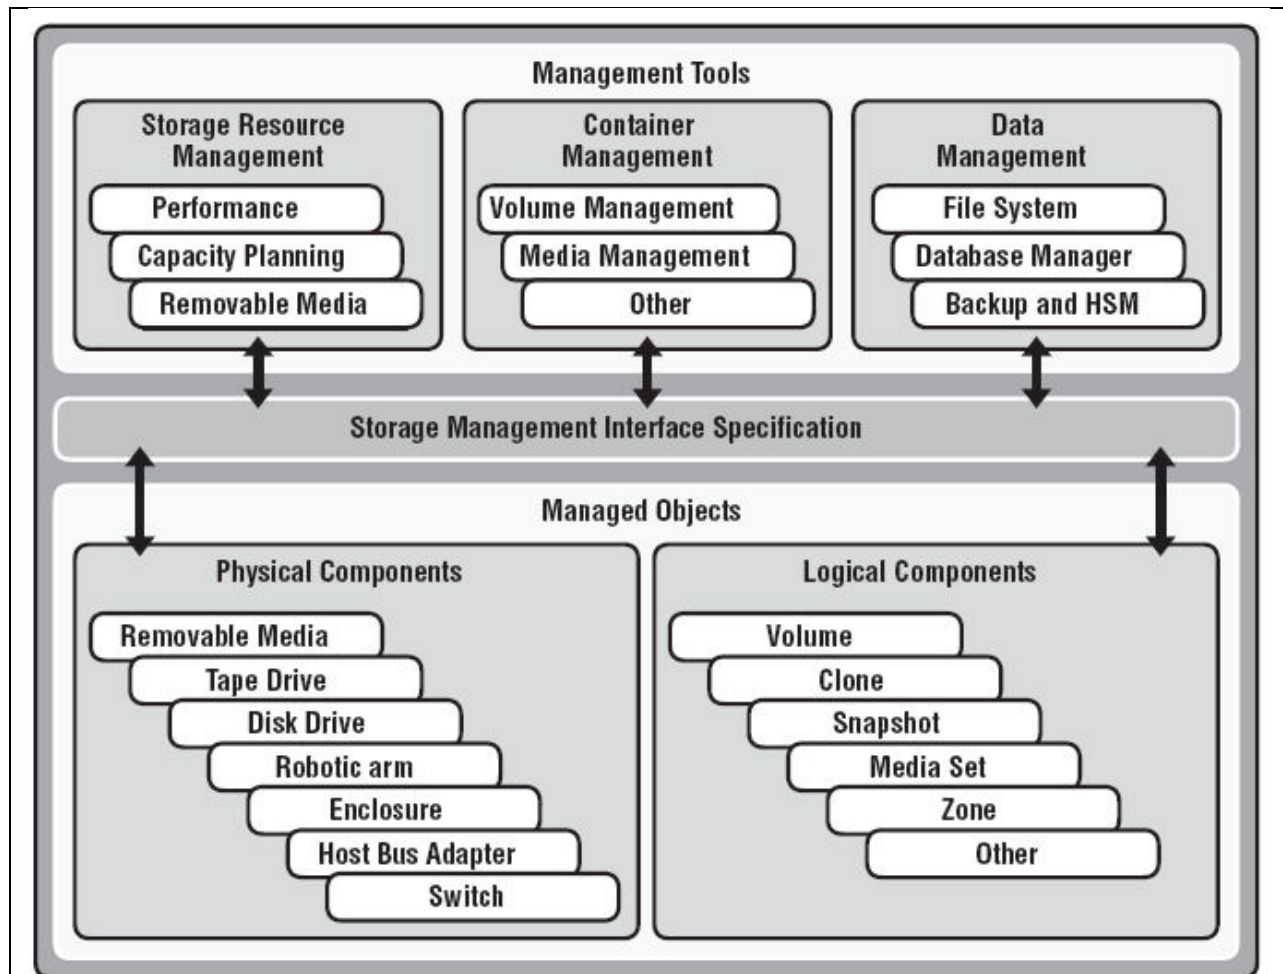 Management Tools
Storage Resource
Management
Performance
Capacity Planning
Removable Media
Container
Management
Volume Management
Media Management
Other
Data
Management
File System
Database Manager
Backup and HSM
Storage Management Interface Specification
Managed Objects
Physical Components
Removable Media
Tape Drive
Disk Drive
Robotic arm
Enclosure
Host Bus Adapter
Switch
Logical Components
Volume
Clone
Snapshot
Media Set
Zone
Other